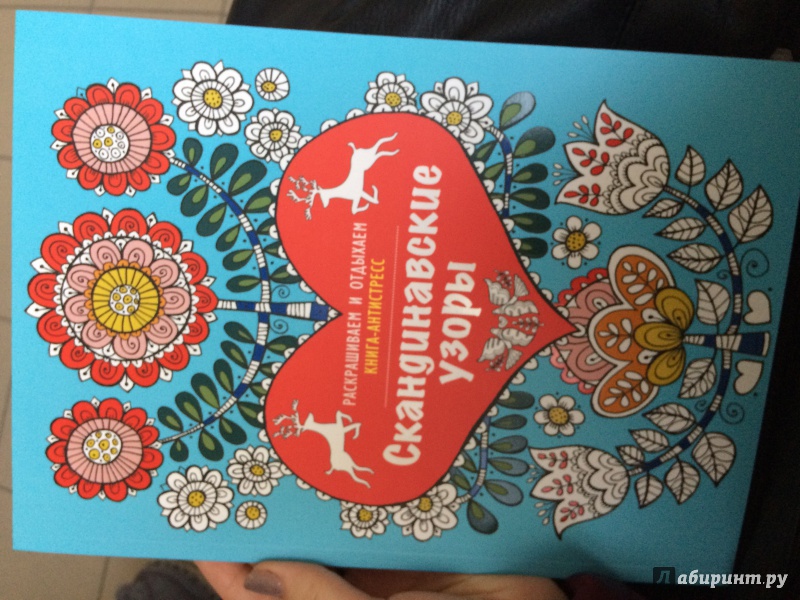 РАСКРАШИВАЕМ И ОТДЫХАЕМ
КНИГА-АНТИСТРЕСС
Скандинавские
узоры
Лабиринт.ру